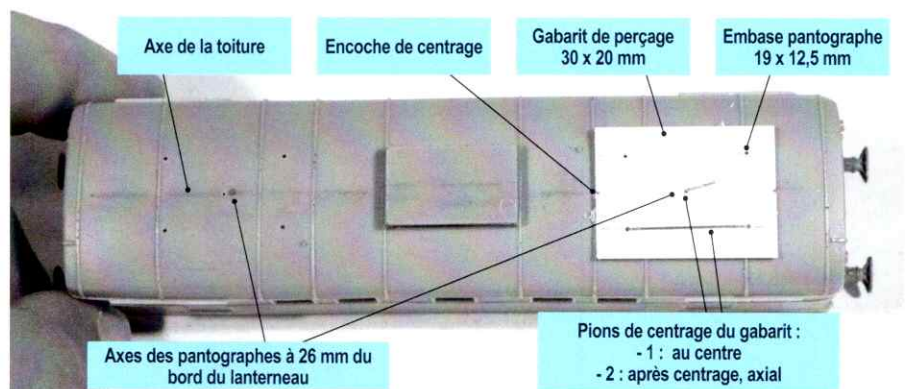 Axe de la toiture
Encoche de centrage
Gabarit de perçage
30 x 20 mm
Embase pantographe
19 x 12,5 mm
Axes des pantographes à 26 mm du
bord du lanterneau
Pions de centrage du gabarit :
- 1 : au centre
- 2 : après centrage, axial